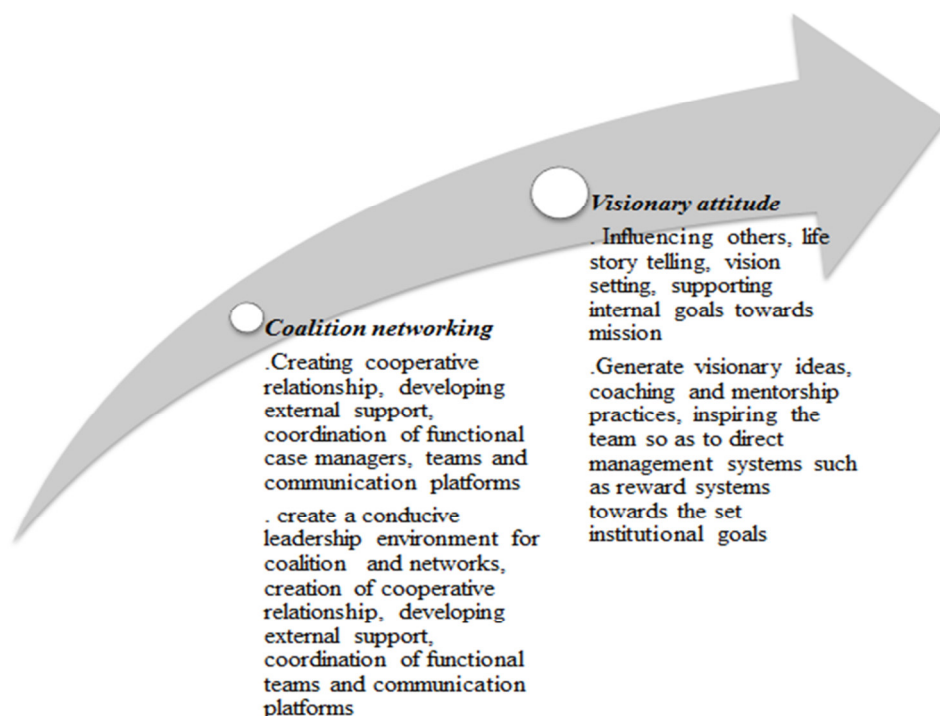 Coalition networking
.Creating cooperative
relationship, developing
external support,
coordination of functional
case managers, teams and
communication platforms
. create a conducive
leadership environment for
coalition and networks,
creation of cooperative
relationship, developing
external support,
coordination of functional
teams and communication
platforms
Visionary attitude
. Influencing others, life
story telling, vision
setting, supporting
internal goals towards
mission
.Generate visionary ideas,
coaching and mentorship
practices, inspiring the
team so as to direct
management systems such
as reward systems
towards the set
institutional goals